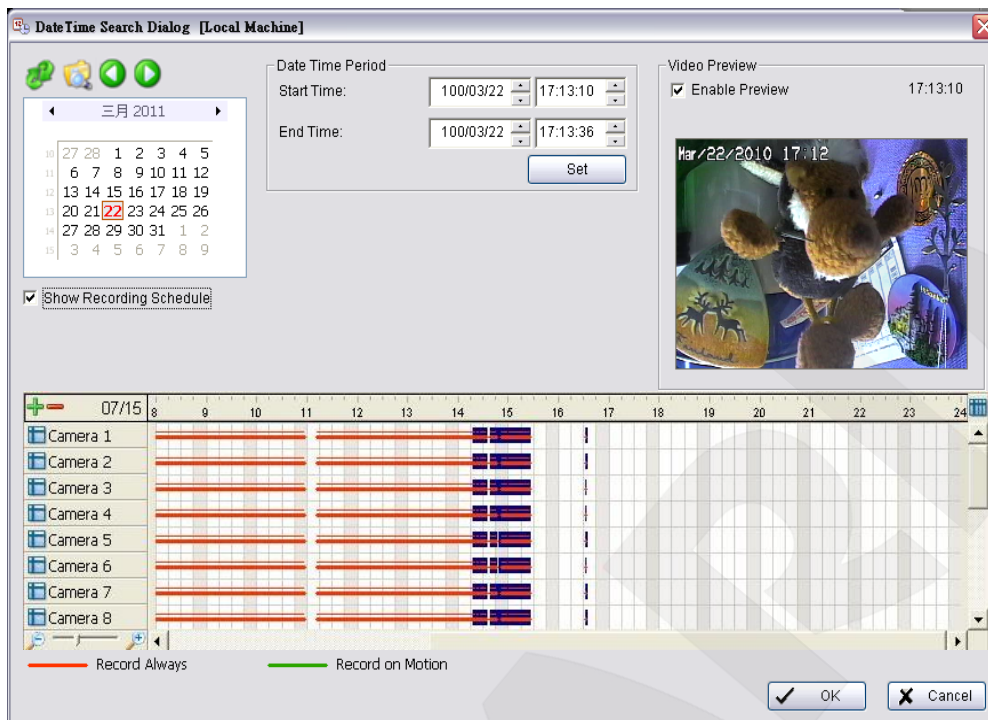 DateTime Search Dialog [Local Machine]
三月 2011
10 27 28 1 2 3 4 5
11 6 7 8 9 10 11 12
12 13 14 15 16 17 18 19
13 20 21 22 23 24 25 26
14 27 28 29 30 31 1 2
15 3 4 5 6 7 8 9
Show Recording Schedule
Date Time Period
Start Time: 100/03/22 17:13:10
End Time: 100/03/22 17:13:36
Set
Video Preview
Enable Preview 17:13:10
Mar/22/2010 17:12
07/15 8 9 10 11 12 13 14 15 16 17 18 19 20 21 22 23 24
Camera 1
Camera 2
Camera 3
Camera 4
Camera 5
Camera 6
Camera 7
Camera 8
Record Always Record on Motion
OK Cancel